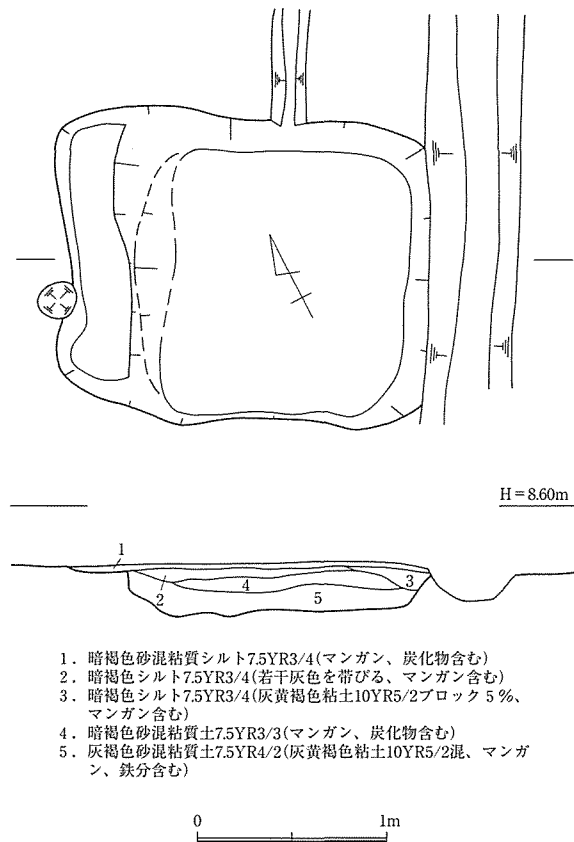 H＝8.60m
1
2
4
5
3
1．暗褐色砂混粘質シルト7.5YR3/4(マンガン、炭化物含む)
2．暗褐色シルト7.5YR3/4(若干灰色を帯びる、マンガン含む)
3．暗褐色シルト7.5YR3/4(灰黄褐色粘土10YR5/2ブロック５％、
マンガン含む)
4．暗褐色砂混粘質土7.5YR3/3(マンガン、炭化物含む)
5．灰褐色砂混粘質土7.5YR4/2(灰黄褐色粘土10YR5/2混、マンガ
ン、鉄分含む)
0 1m